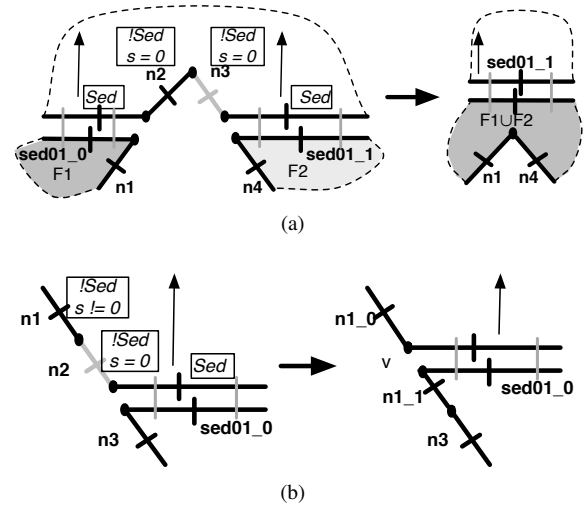 !Sed
s = 0
!Sed
s = 0
n2
n3
Sed
Sed
sed01_0
F1
n1
n4
F2
sed01_1
sed01_1
F1∪F2
n1
n4
(a)
!Sed
s != 0
n1
!Sed
s = 0
n2
Sed
n3
sed01_0
n1_0
v
n1_1
sed01_0
n3
(b)